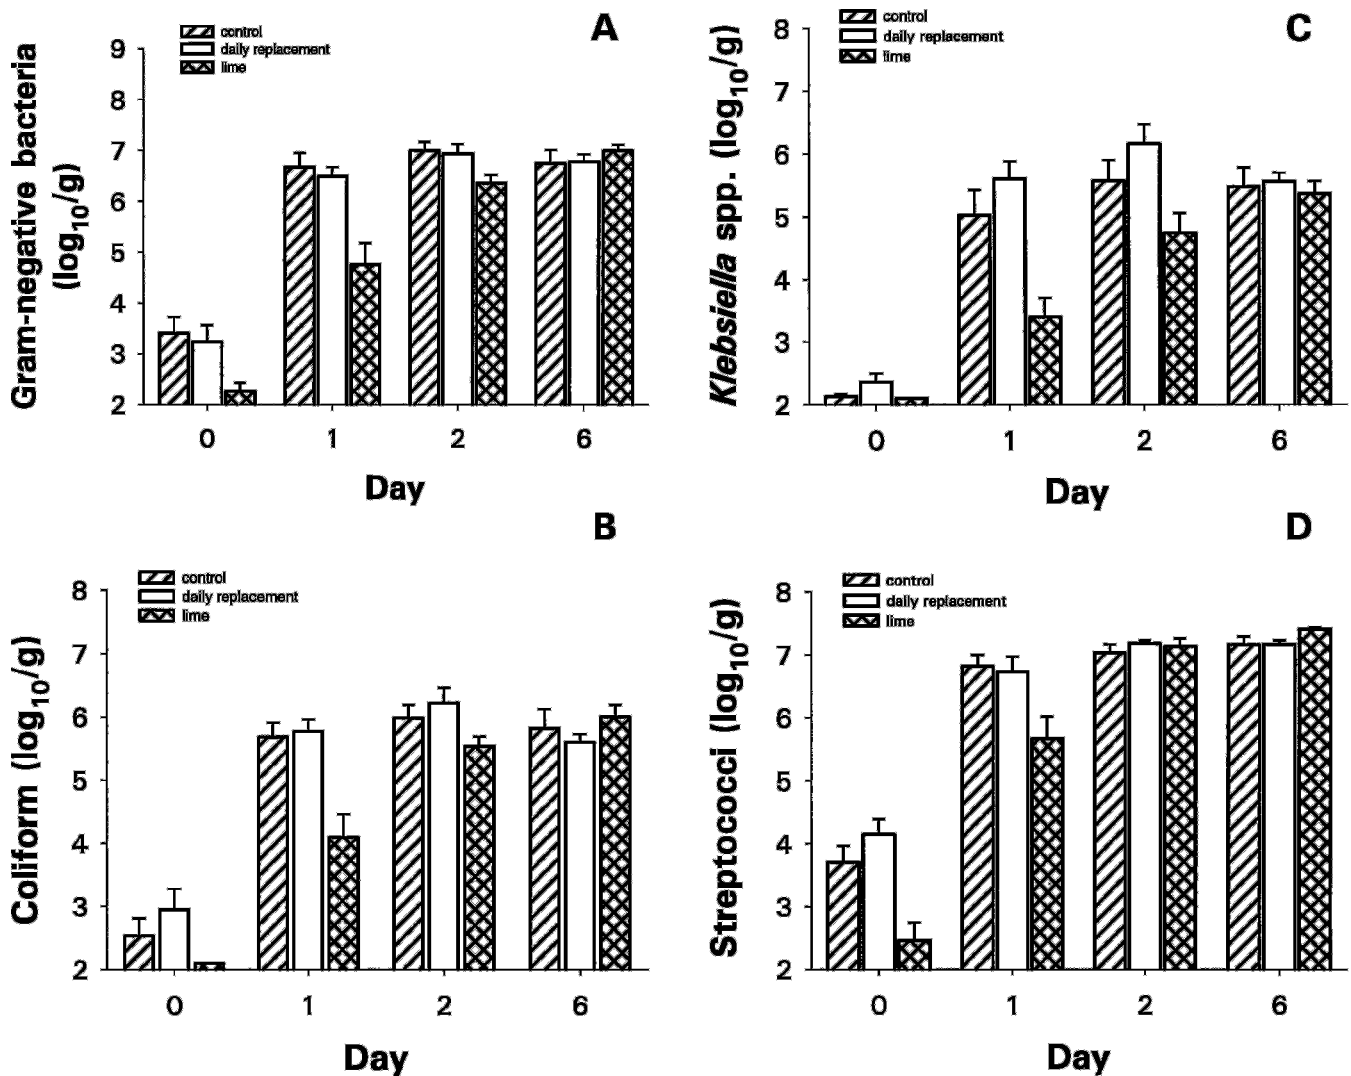 A
control
daily replacement
lime
Gram-negative bacteria
(log10/g)
9
8
7
6
5
4
3
2
0 1 2 6
Day
C
control
daily replacement
lime
Klebsiella spp. (log10/g)
8
7
6
5
4
3
2
0 1 2 6
Day
B
control
daily replacement
lime
Coliform (log10/g)
8
7
6
5
4
3
2
0 1 2 6
Day
D
control
daily replacement
lime
Streptococci (log10/g)
8
7
6
5
4
3
2
0 1 2 6
Day